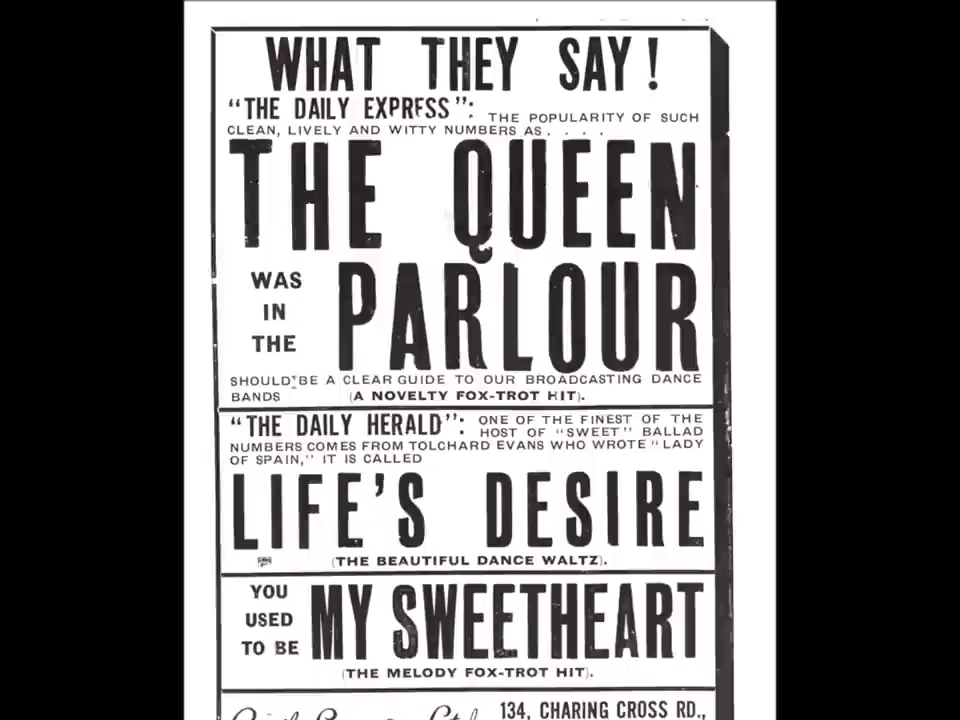 WHAT THEY SAY!
"THE DAILY EXPRESS": THE POPULARITY OF SUCH
CLEAN, LIVELY AND WITTY NUMBERS AS . . . .
THE QUEEN
WAS IN THE PARLOUR
SHOULD BE A CLEAR GUIDE TO OUR BROADCASTING DANCE
BANDS (A NOVELTY FOX-TROT HIT).
"THE DAILY HERALD": ONE OF THE FINEST OF THE
HOST OF "SWEET" BALLAD
NUMBERS COMES FROM TOLCHARD EVANS WHO WROTE "LADY
OF SPAIN," IT IS CALLED
LIFE'S DESIRE
(THE BEAUTIFUL DANCE WALTZ).
YOU USED TO BE MY SWEETHEART
(THE MELODY FOX-TROT HIT).
134, CHARING CROSS RD.,